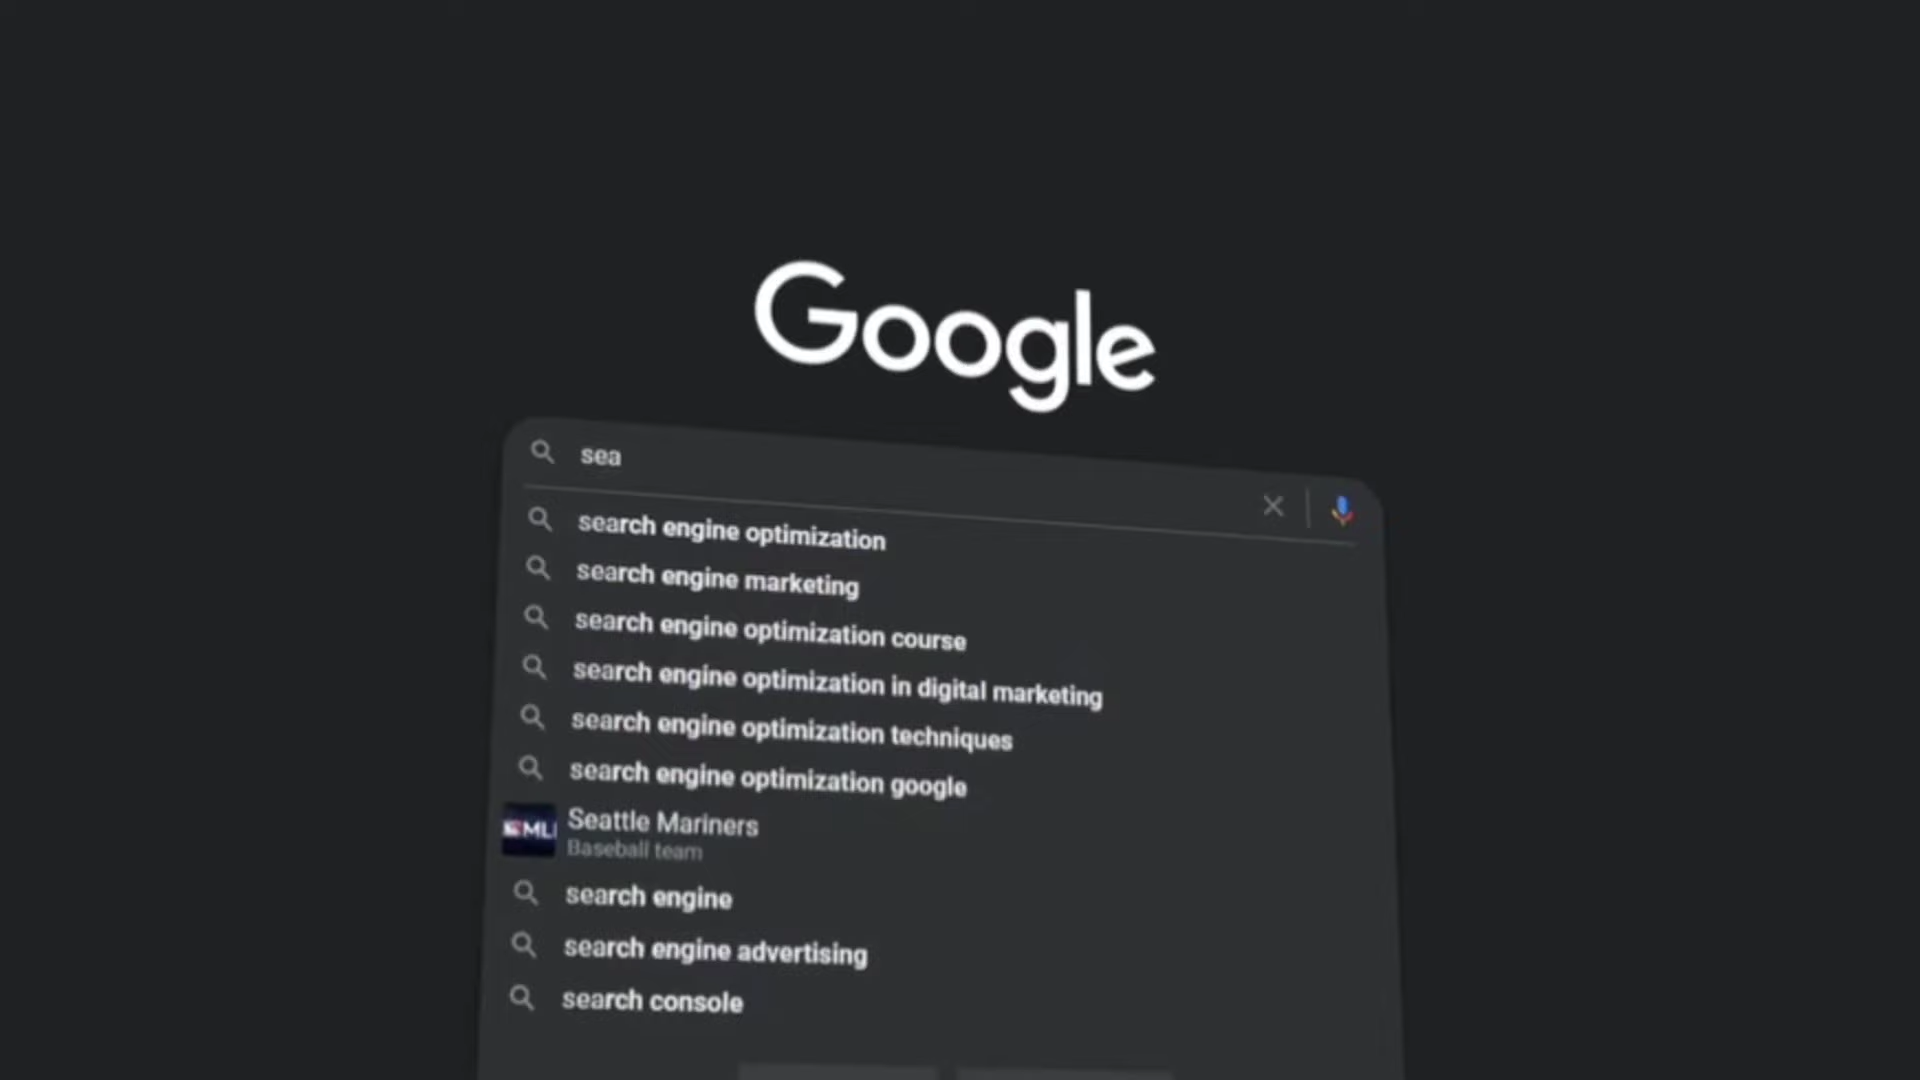 Google
sea
search engine optimization
search engine marketing
search engine optimization course
search engine optimization in digital marketing
search engine optimization techniques
search engine optimization google
Seattle Mariners
Baseball team
search engine
search engine advertising
search console